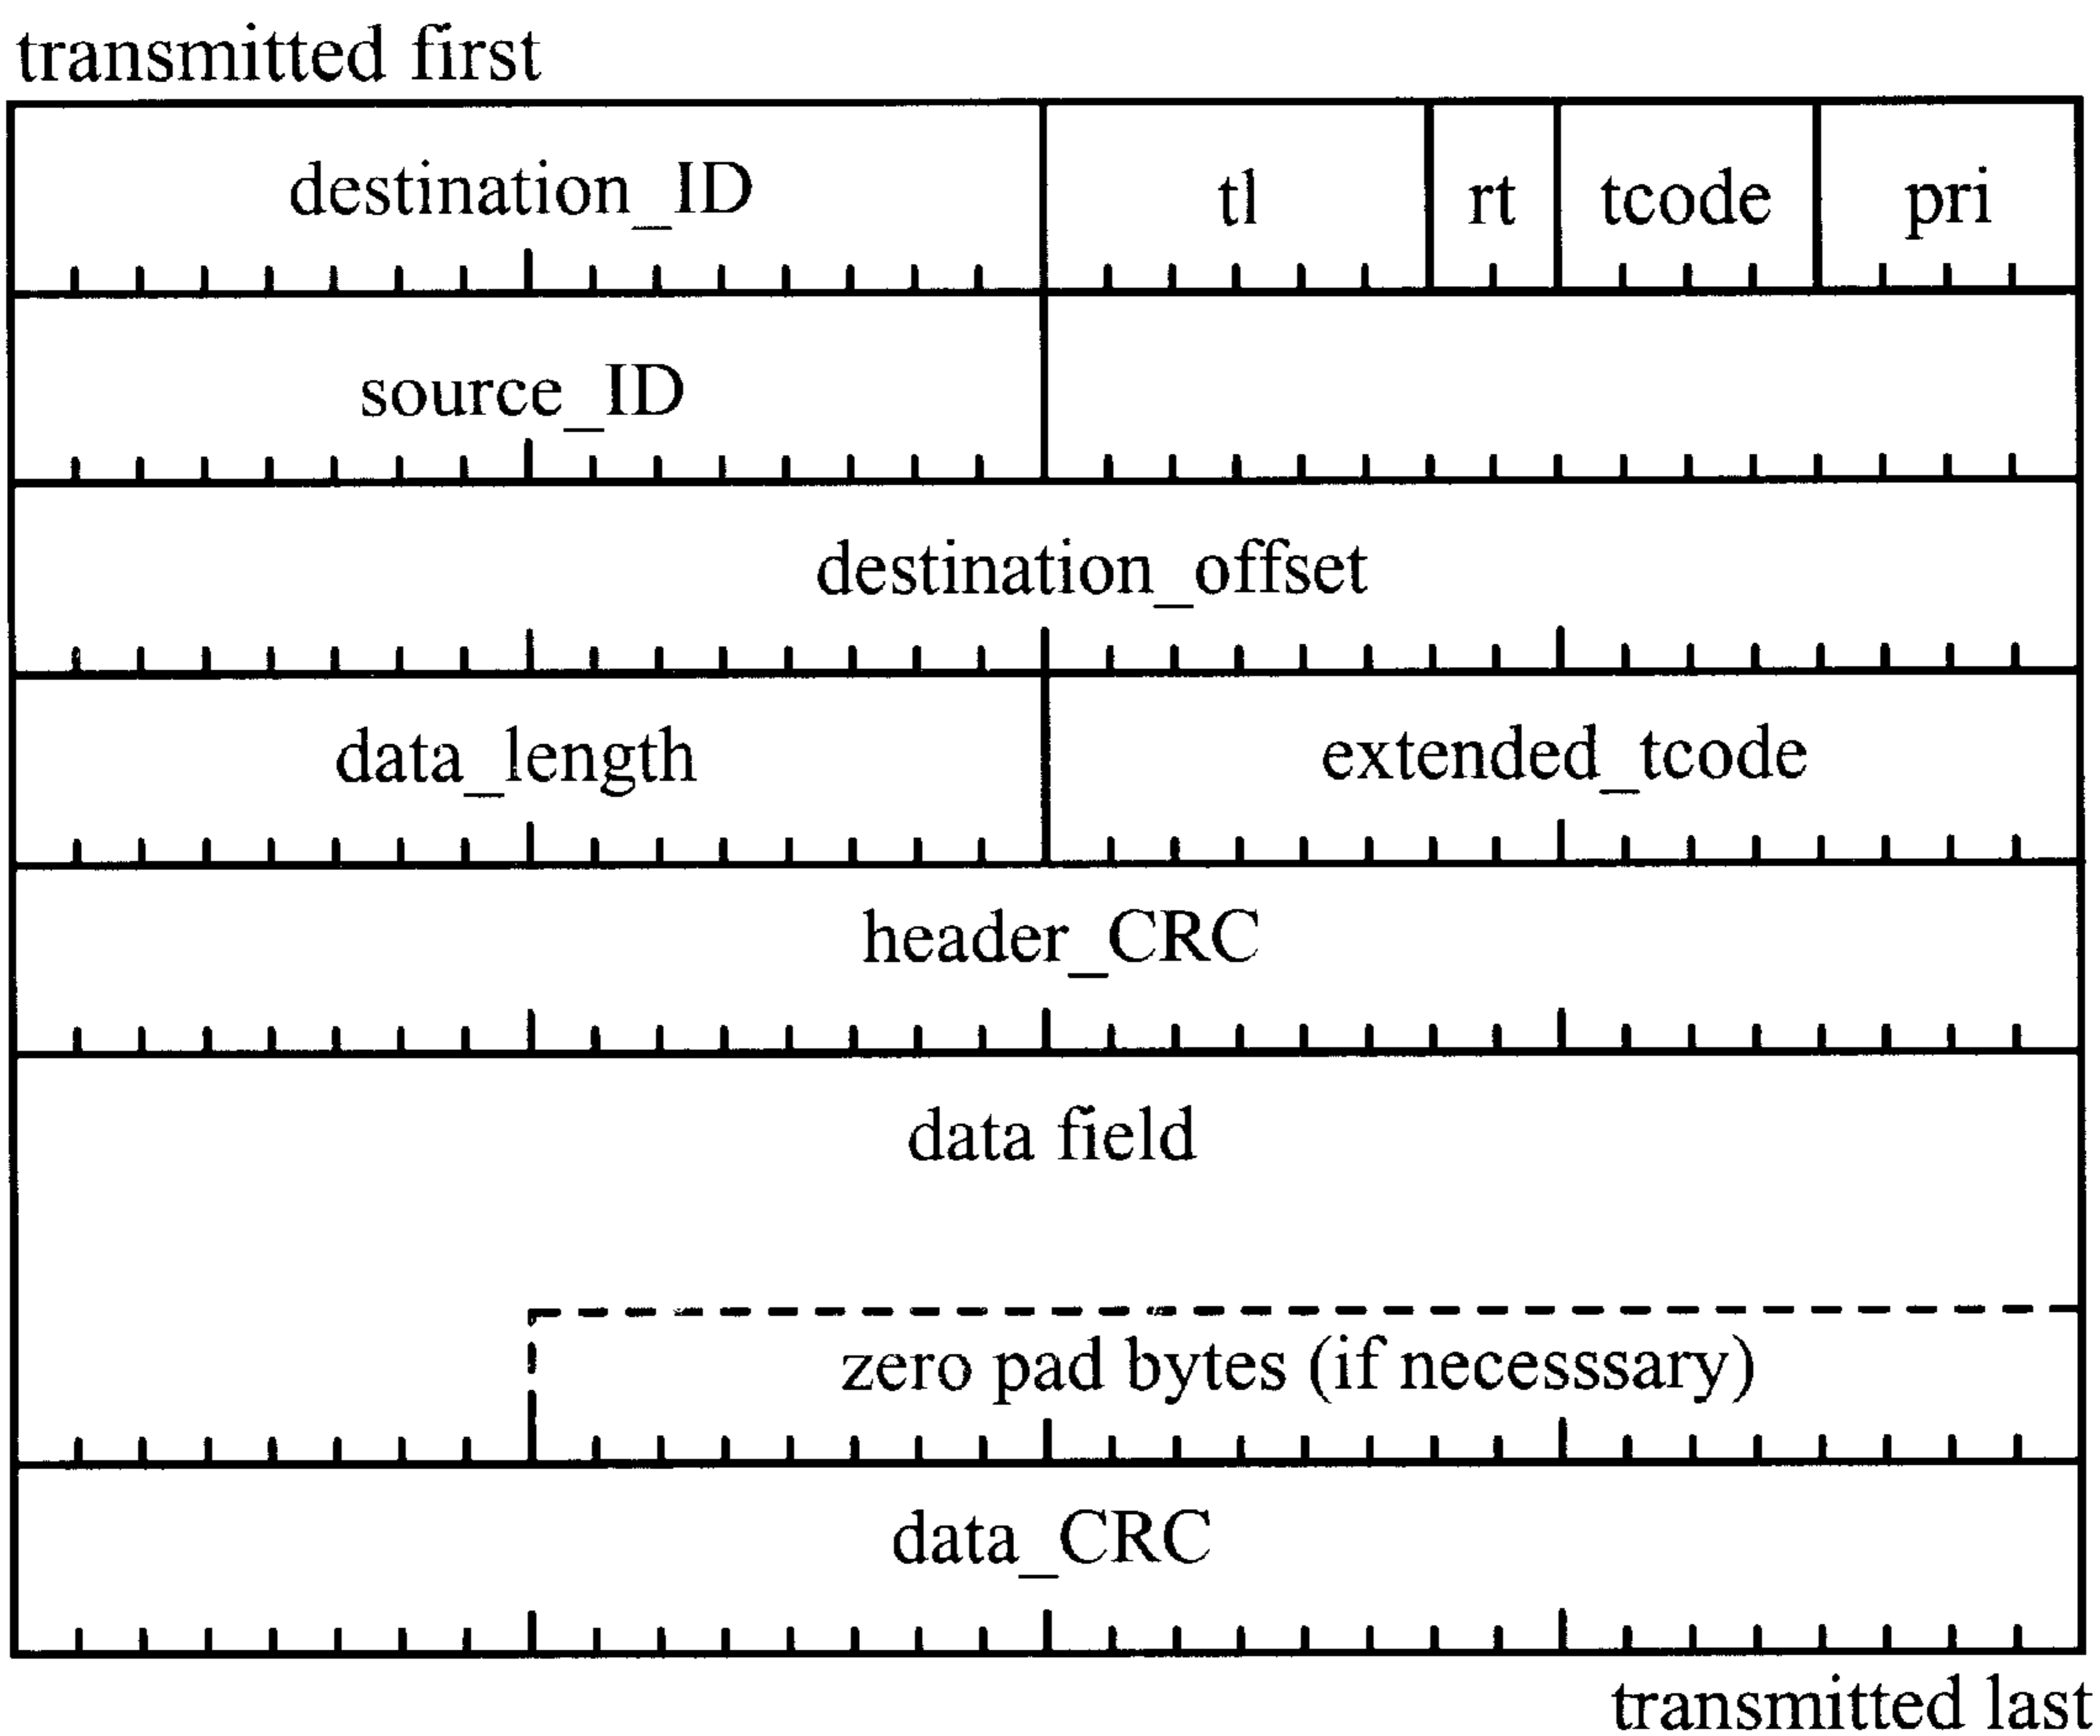 transmitted first
destination_ID tl rt tcode pri
source_ID
destination_offset
data_length extended_tcode
header_CRC
data field
zero pad bytes (if necesssary)
data_CRC
transmitted last